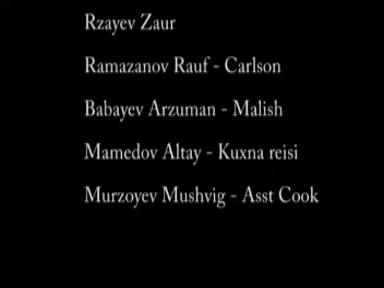 Rzayev Zaur
Ramazanov Rauf - Carlson
Babayev Arzuman - Malish
Mamedov Altay - Kuxna reisi
Murzoyev Mushvig - Asst Cook